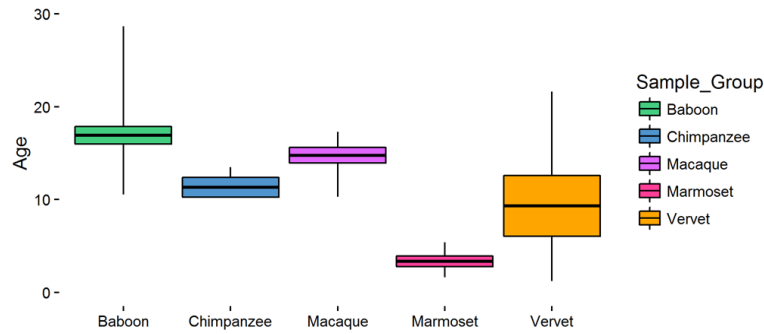 30
20
10
0
Age
Baboon
Chimpanzee
Macaque
Marmoset
Vervet
Sample_Group
Baboon
Chimpanzee
Macaque
Marmoset
Vervet